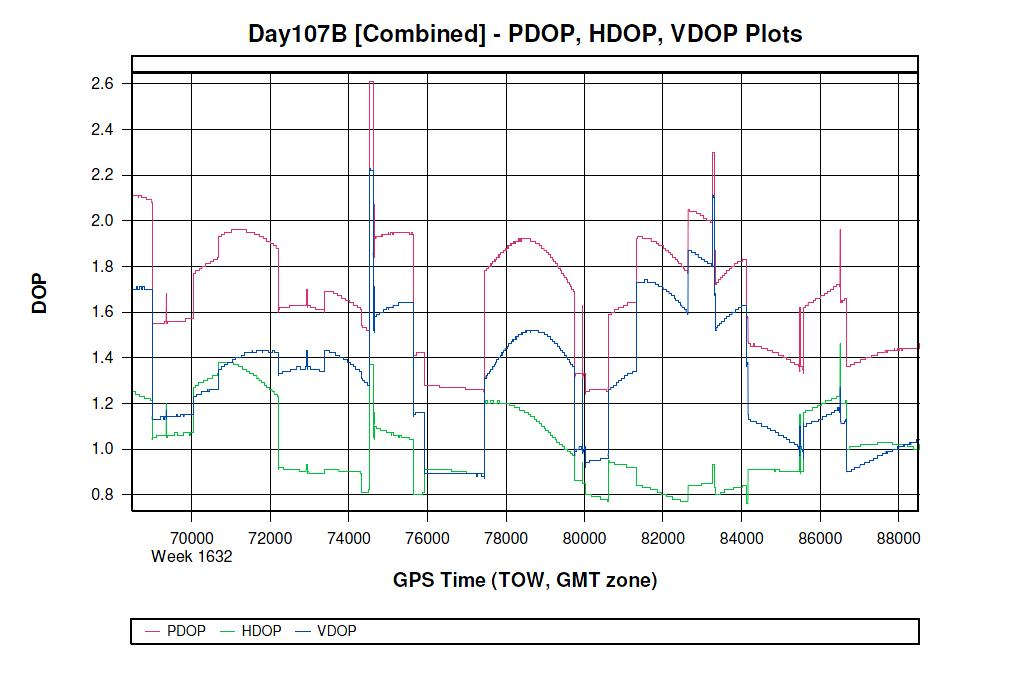 Day107B [Combined] - PDOP, HDOP, VDOP Plots
2.6
2.4
2.2
2.0
1.8
1.6
1.4
1.2
1.0
0.8
DOP
70000 72000 74000 76000 78000 80000 82000 84000 86000 88000
Week 1632
GPS Time (TOW, GMT zone)
PDOP HDOP VDOP